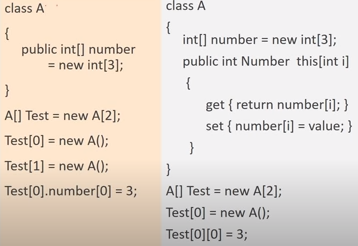 class A
{
public int[] number
= new int[3];
}
A[] Test = new A[2];
Test[0] = new A();
Test[1] = new A();
Test[0].number[0] = 3;
class A
{
int[] number = new int[3];
public int Number this[int i]
{
get { return number[i]; }
set { number[i] = value; }
}
}
A[] Test = new A[2];
Test[0] = new A();
Test[0][0] = 3;